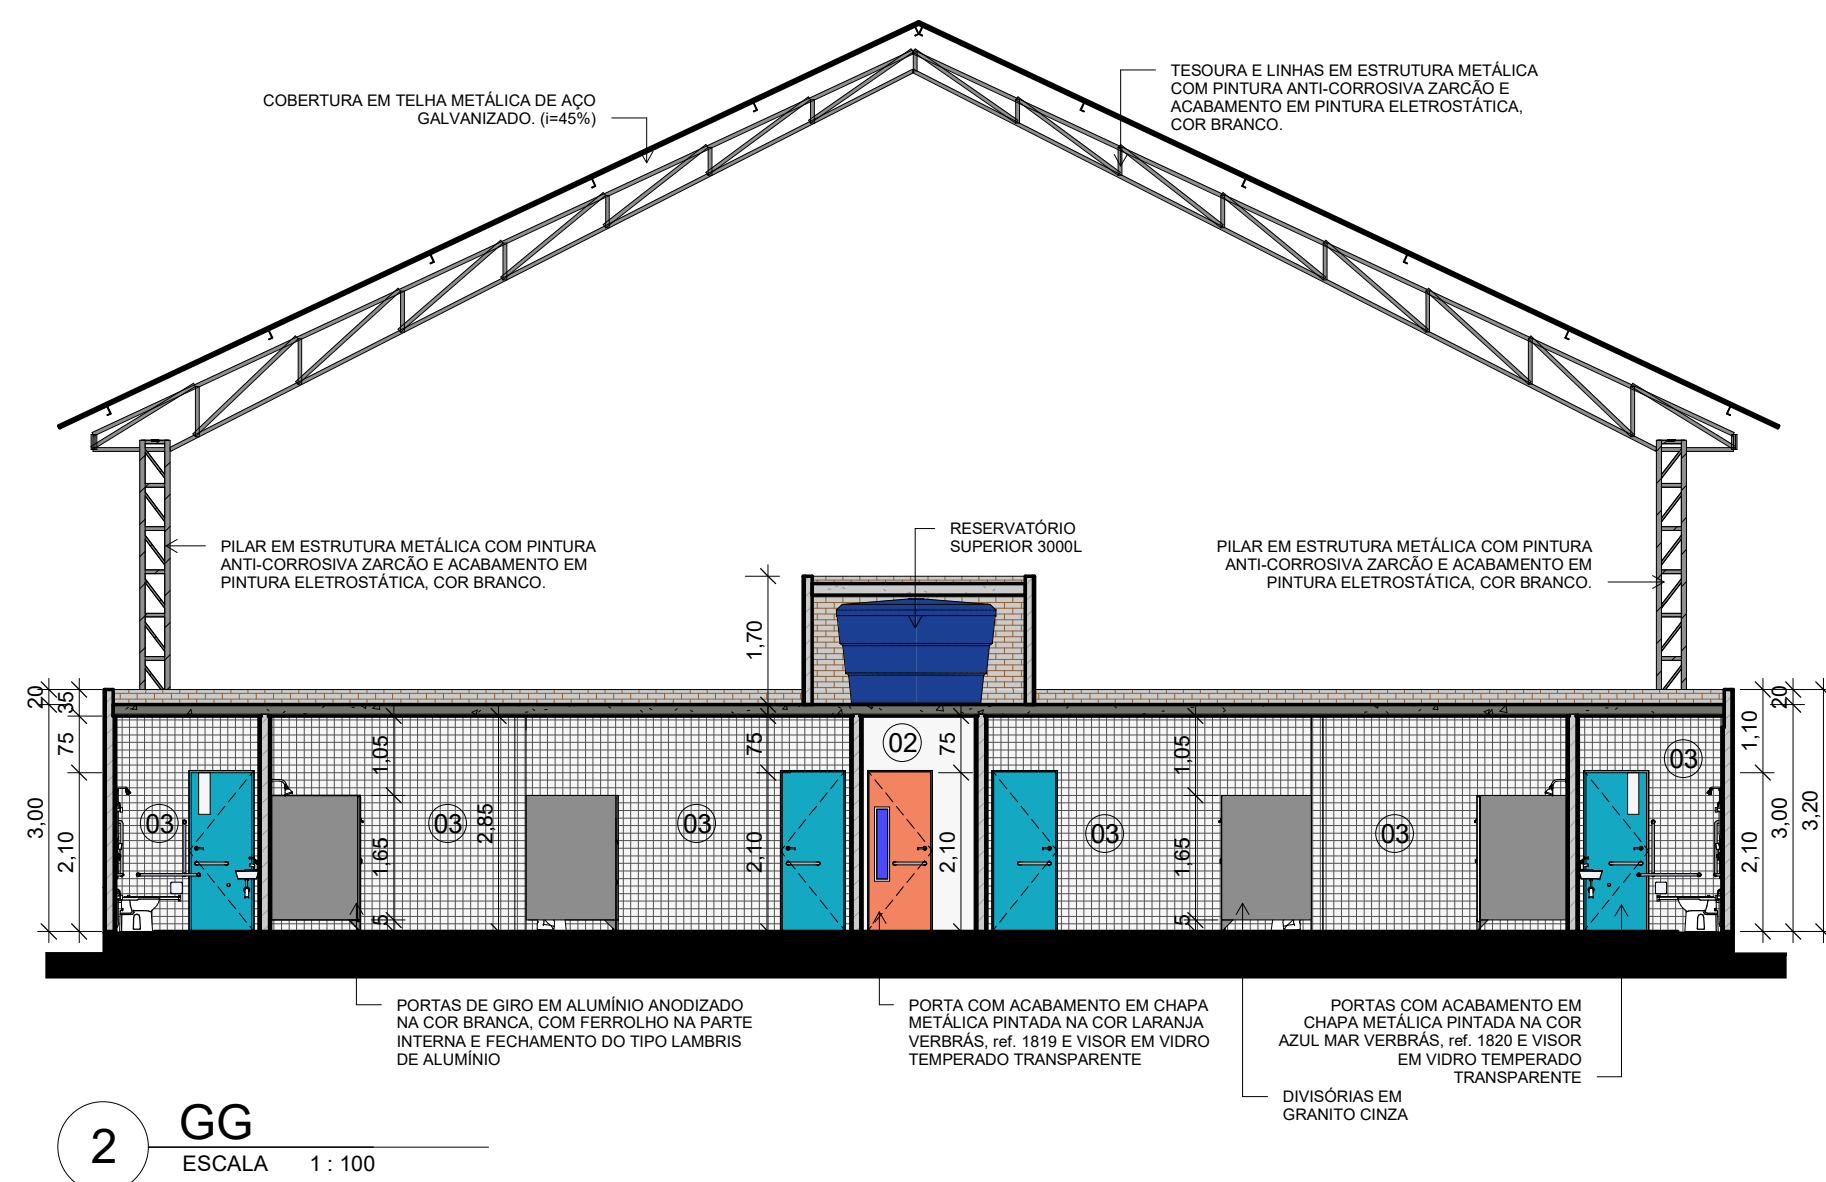 COBERTURA EM TELHA METÁLICA DE AÇO
GALVANIZADO. (i=45%)
TESOURA E LINHAS EM ESTRUTURA METÁLICA
COM PINTURA ANTI-CORROSIVA ZARCÃO E
ACABAMENTO EM PINTURA ELETROSTÁTICA,
COR BRANCO.
PILAR EM ESTRUTURA METÁLICA COM PINTURA
ANTI-CORROSIVA ZARCÃO E ACABAMENTO EM
PINTURA ELETROSTÁTICA, COR BRANCO.
RESERVATÓRIO
SUPERIOR 3000L
PILAR EM ESTRUTURA METÁLICA COM PINTURA
ANTI-CORROSIVA ZARCÃO E ACABAMENTO EM
PINTURA ELETROSTÁTICA, COR BRANCO.
1,70
20
35
75
3,00
2,10
03
1,05
1,65
5
03
2,85
03
75
2,10
02
75
2,10
03
1,05
1,65
5
03
03
1,10
20
2,10
3,00
3,20
PORTAS DE GIRO EM ALUMÍNIO ANODIZADO
NA COR BRANCA, COM FERROLHO NA PARTE
INTERNA E FECHAMENTO DO TIPO LAMBRIS
DE ALUMÍNIO
PORTA COM ACABAMENTO EM CHAPA
METÁLICA PINTADA NA COR LARANJA
VERBRÁS, ref. 1819 E VISOR EM VIDRO
TEMPERADO TRANSPARENTE
PORTAS COM ACABAMENTO EM
CHAPA METÁLICA PINTADA NA COR
AZUL MAR VERBRÁS, ref. 1820 E VISOR
EM VIDRO TEMPERADO
TRANSPARENTE
DIVISÓRIAS EM
GRANITO CINZA
2
GG
ESCALA 1 : 100